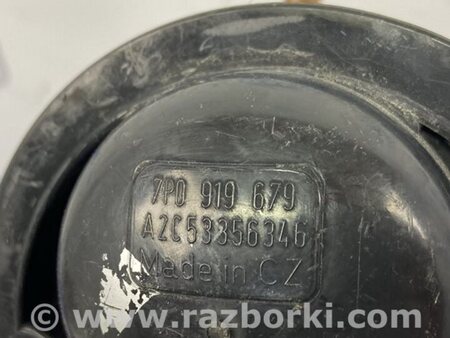 7P0 919 679
A2C53356346
Made in CZ
© www.razborki.com/